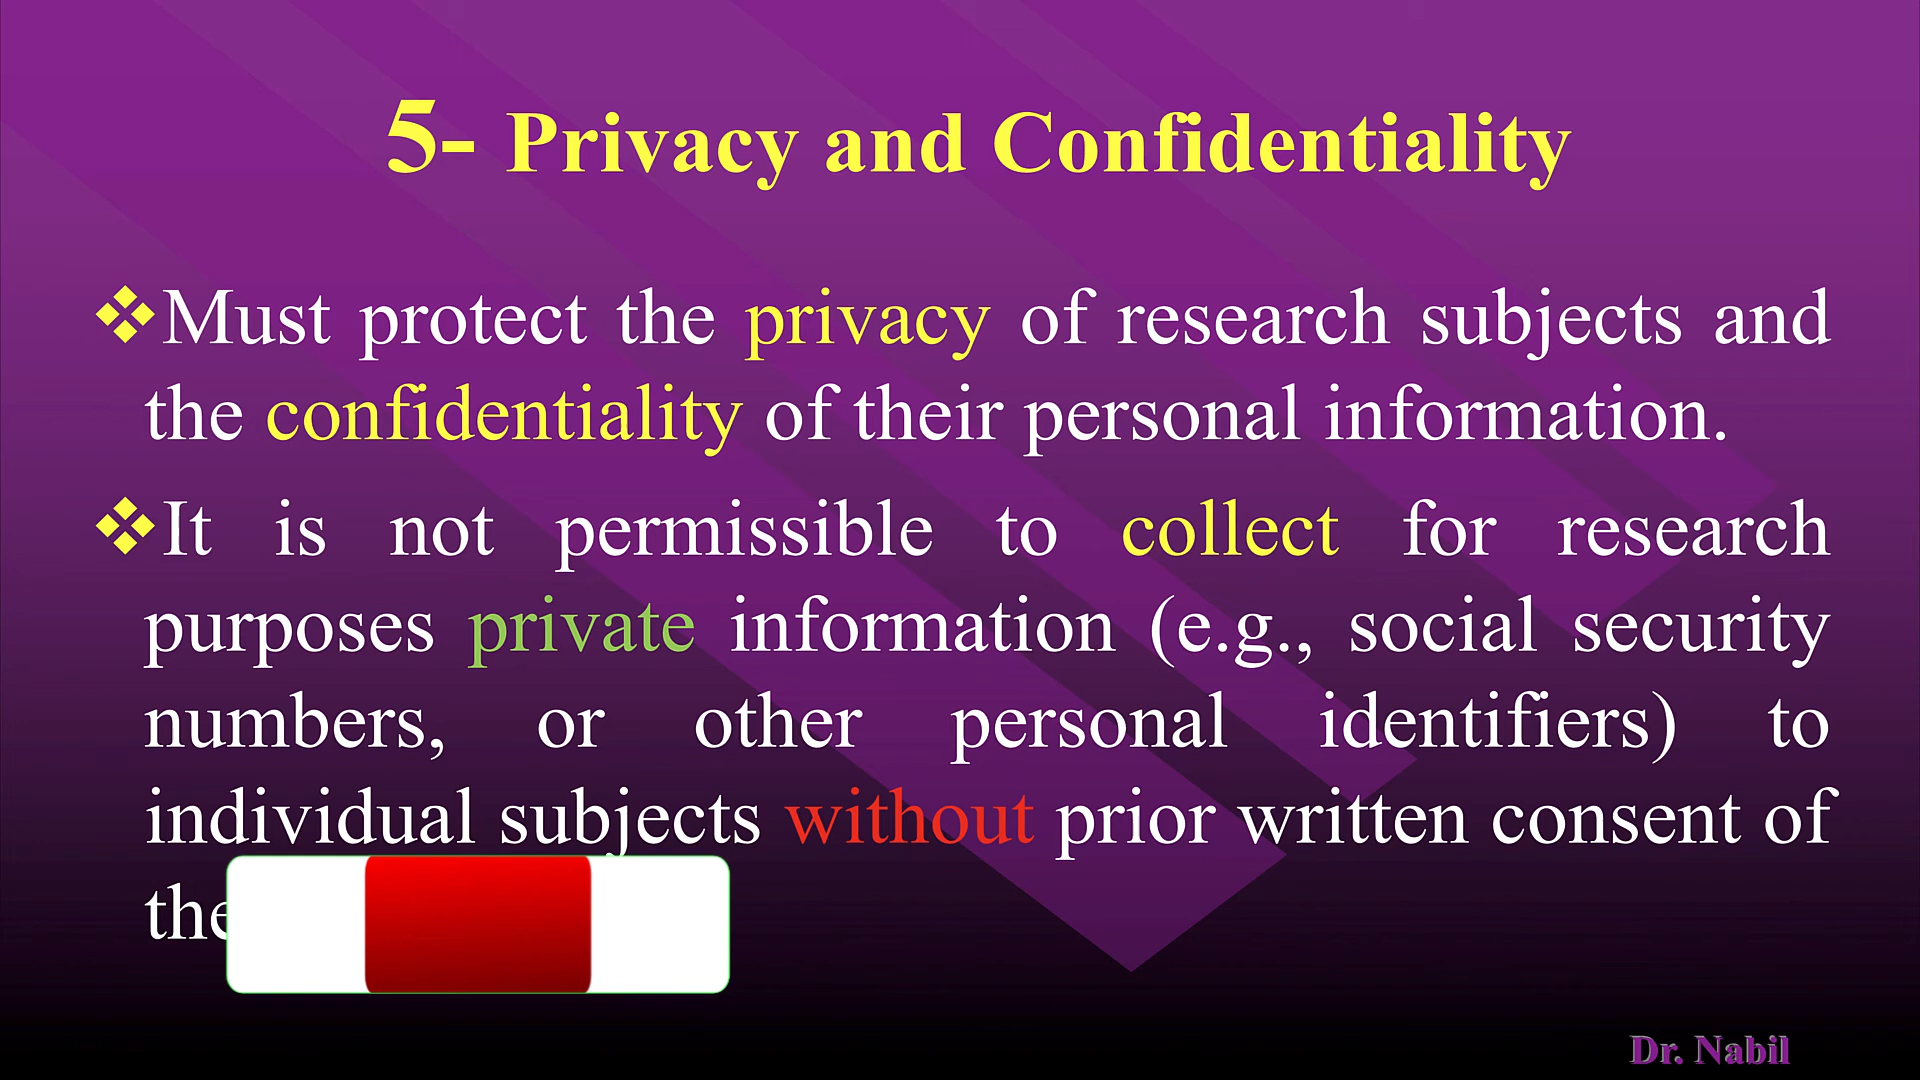 5- Privacy and Confidentiality
❖Must protect the privacy of research subjects and
the confidentiality of their personal information.
❖It is not permissible to collect for research
purposes private information (e.g., social security
numbers, or other personal identifiers) to
individual subjects without prior written consent of
the
Dr. Nabil